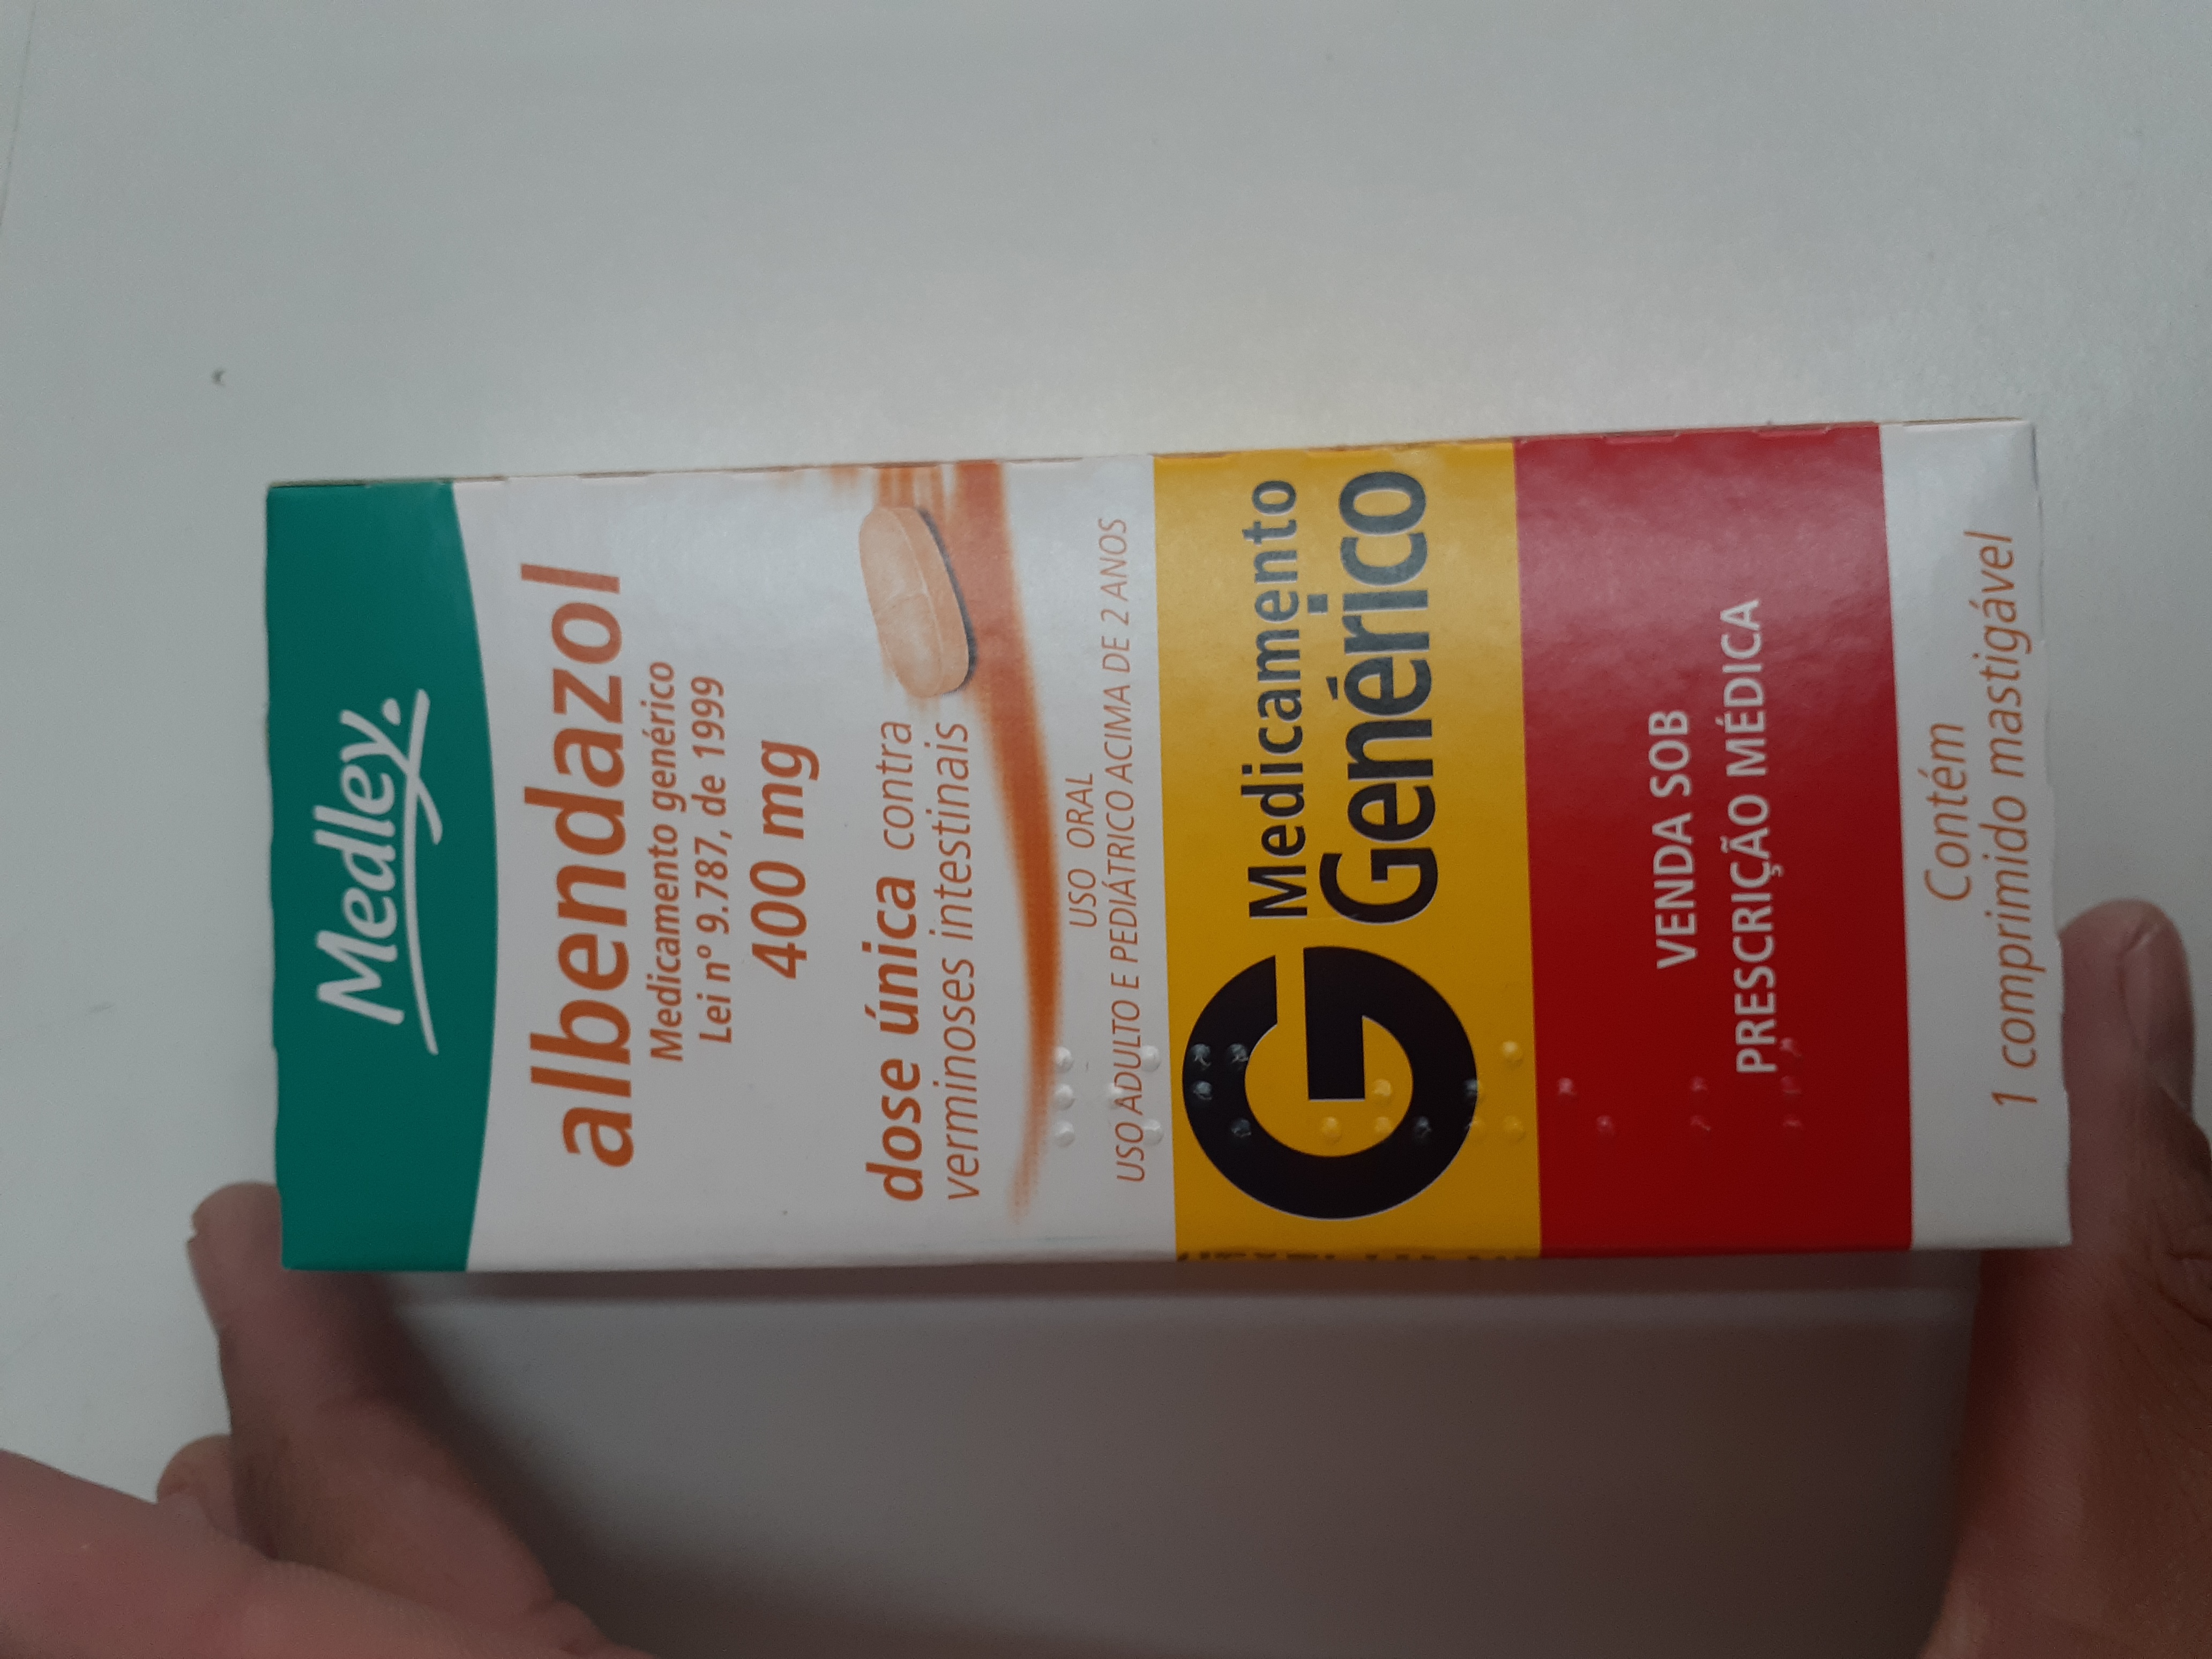 Medley.
albendazol
Medicamento genérico
Lei nº 9.787, de 1999
400 mg
dose única contra
verminoses intestinais
USO ORAL
USO ADULTO E PEDIÁTRICO ACIMA DE 2 ANOS
G Medicamento
Genérico
VENDA SOB
PRESCRIÇÃO MÉDICA
Contém
1 comprimido mastigável